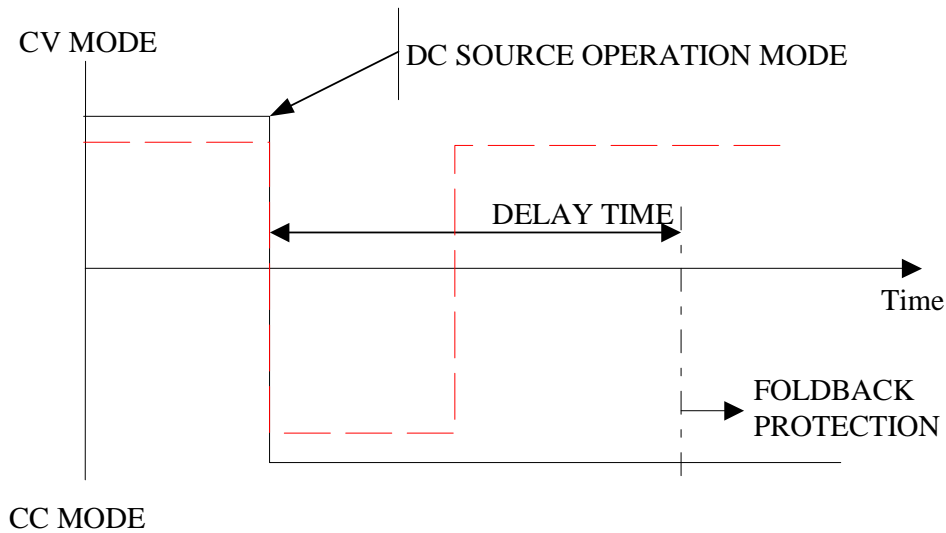 CV MODE
DC SOURCE OPERATION MODE
DELAY TIME
Time
FOLDBACK
PROTECTION
CC MODE